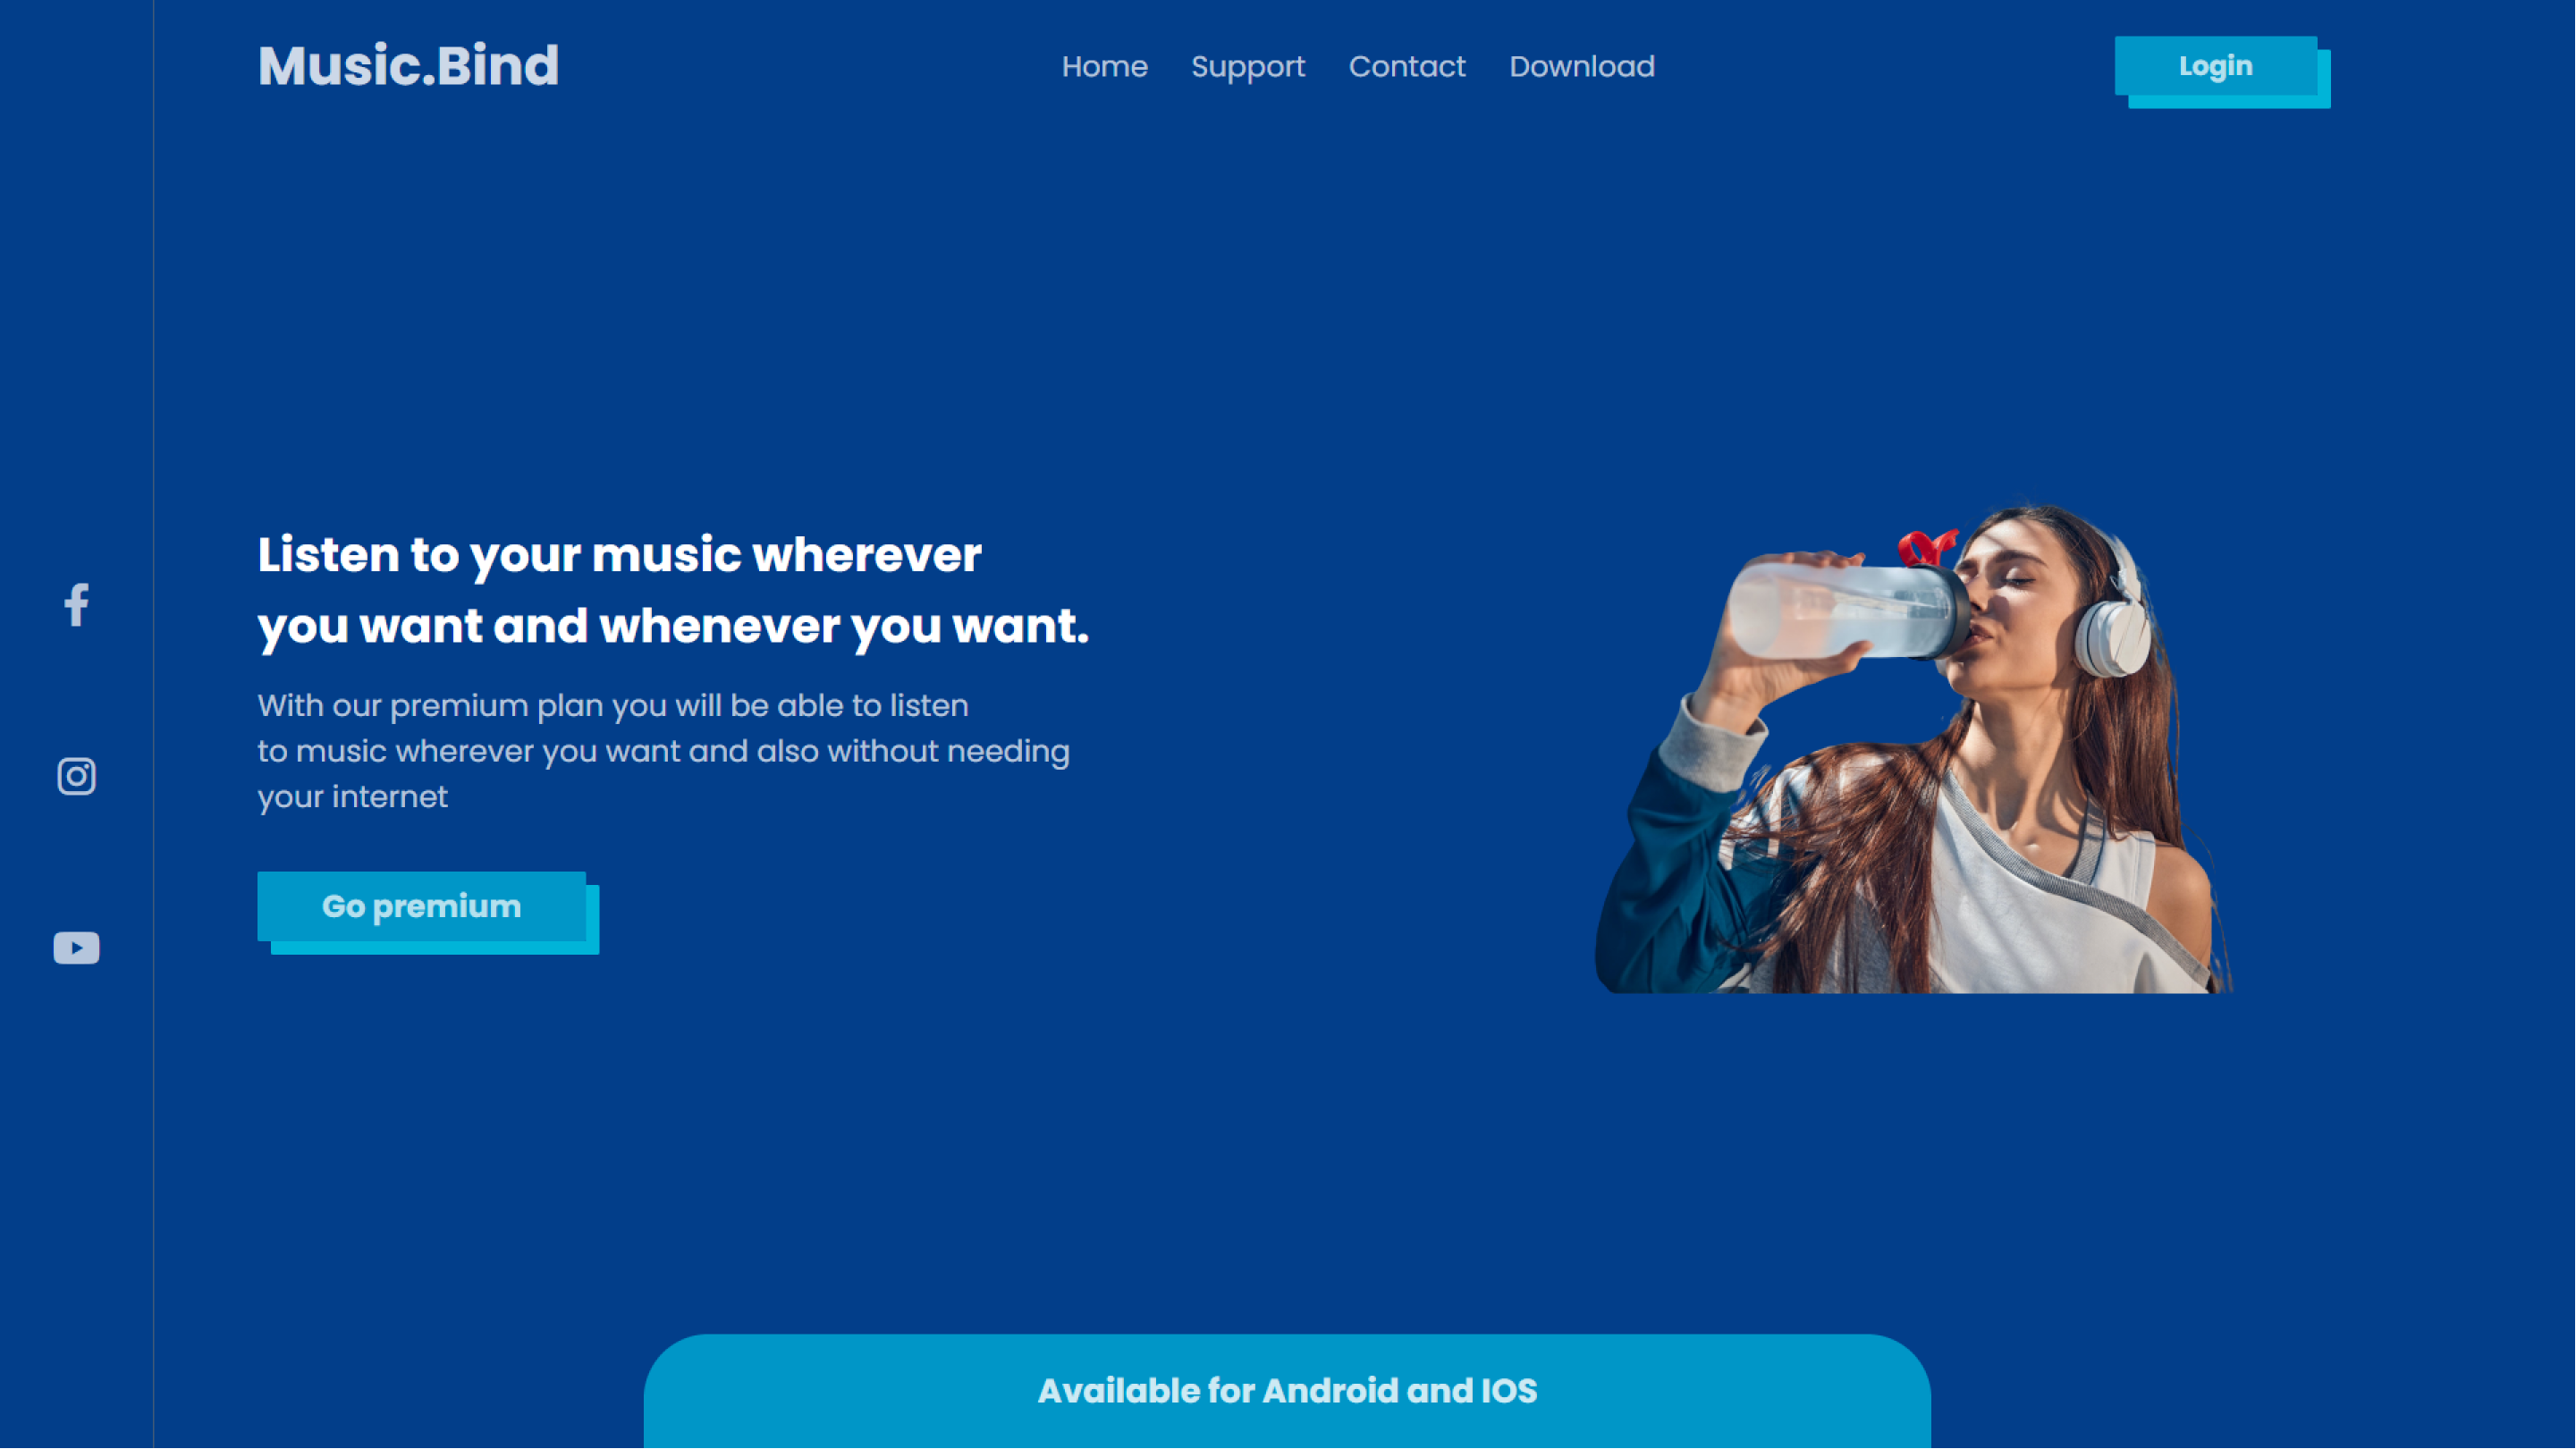 Music.Bind
Home Support Contact Download
Login
Listen to your music wherever
you want and whenever you want.
With our premium plan you will be able to listen
to music wherever you want and also without needing
your internet
Go premium
Available for Android and IOS